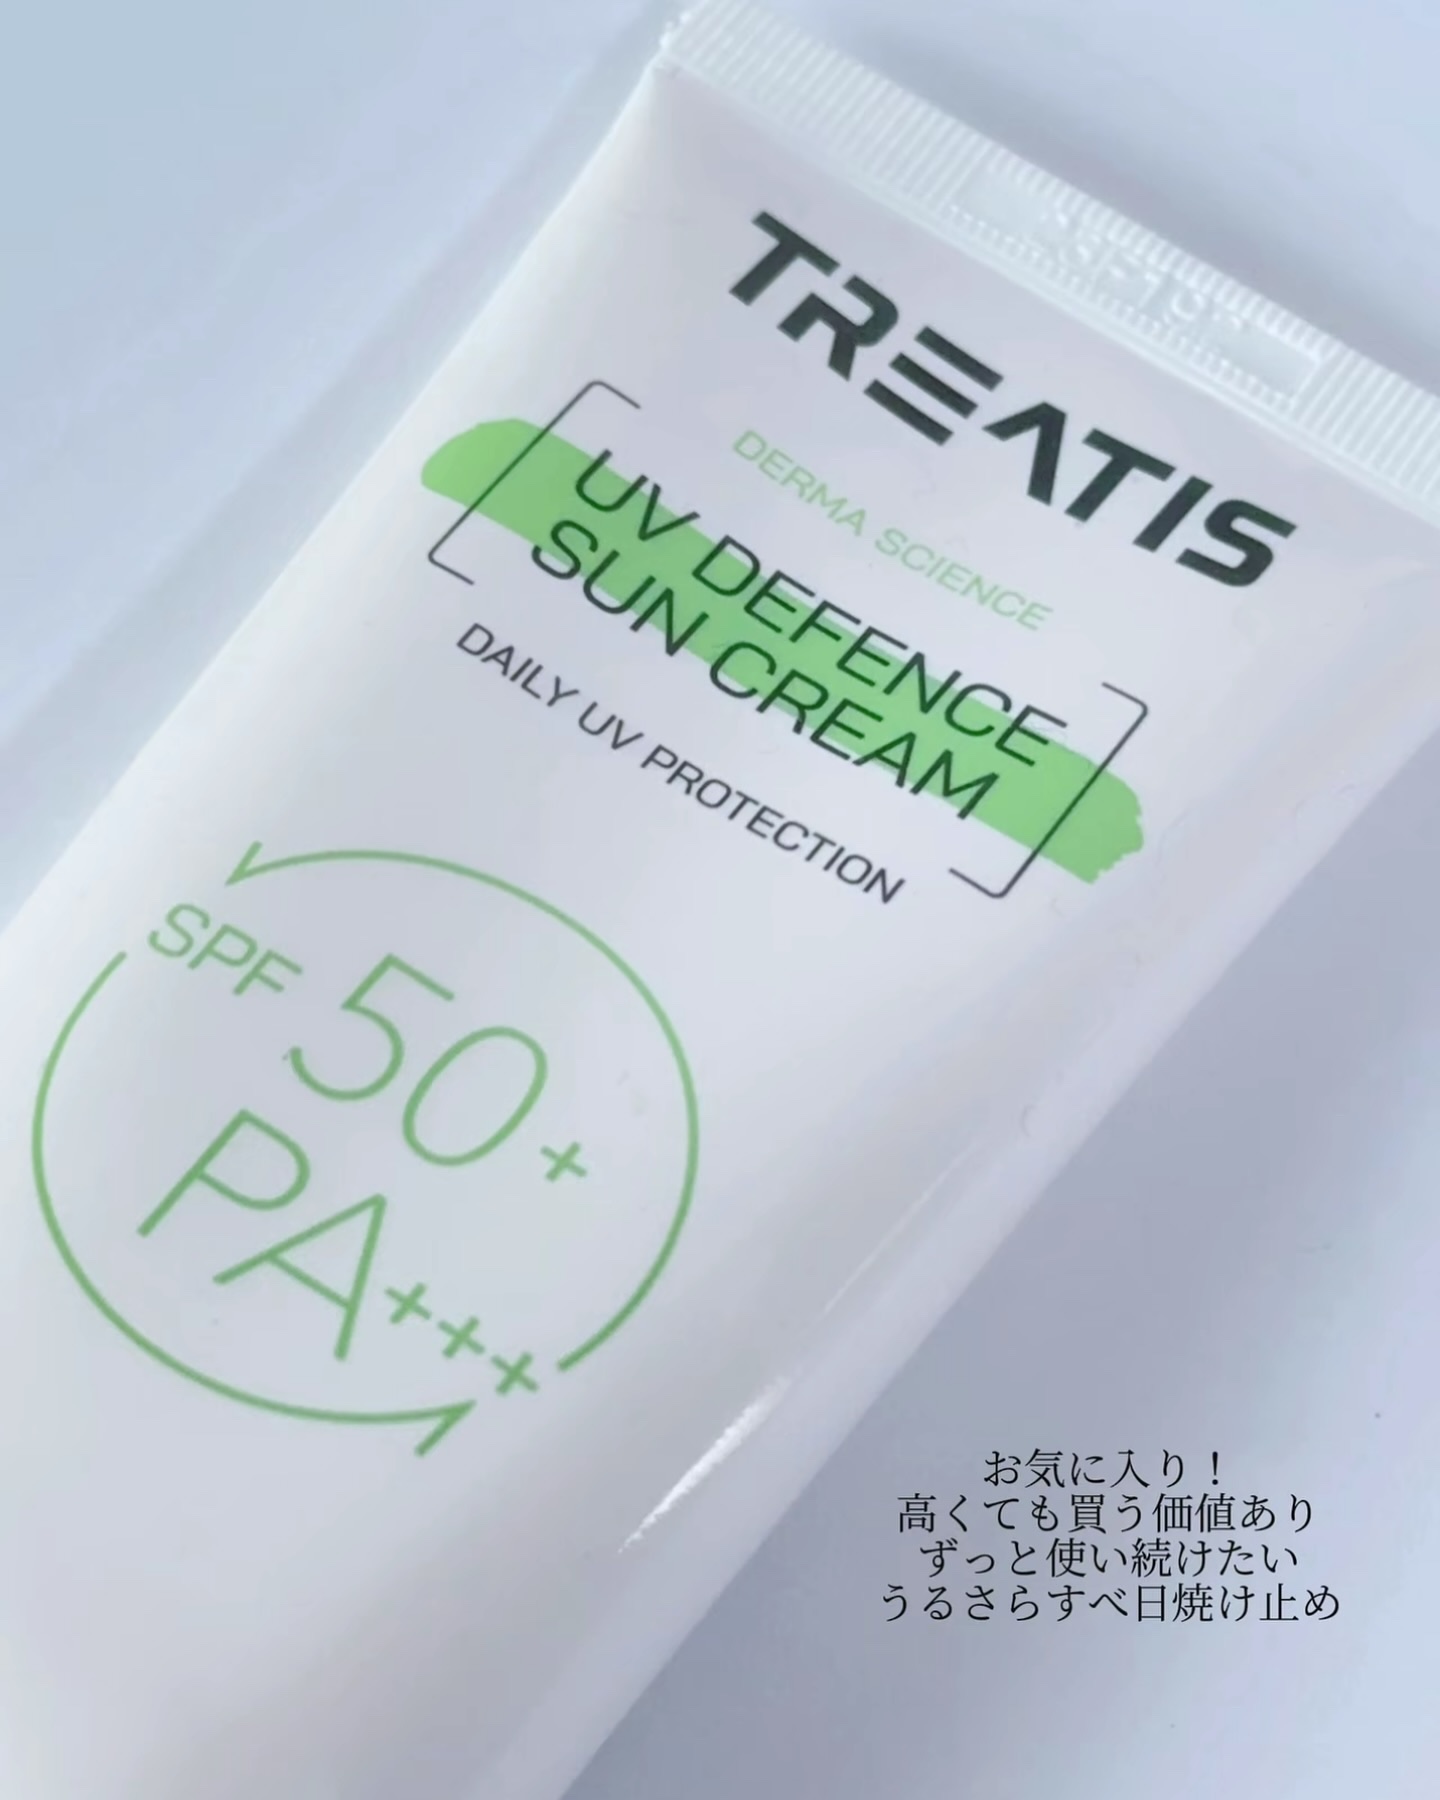 TREATIS
DERMA SCIENCE
UV DEFENCE
SUN CREAM
DAILY UV PROTECTION
SPF 50+
PA+++
お気に入り！
高くても買う価値あり
ずっと使い続けたい
うるさらすべ日焼け止め